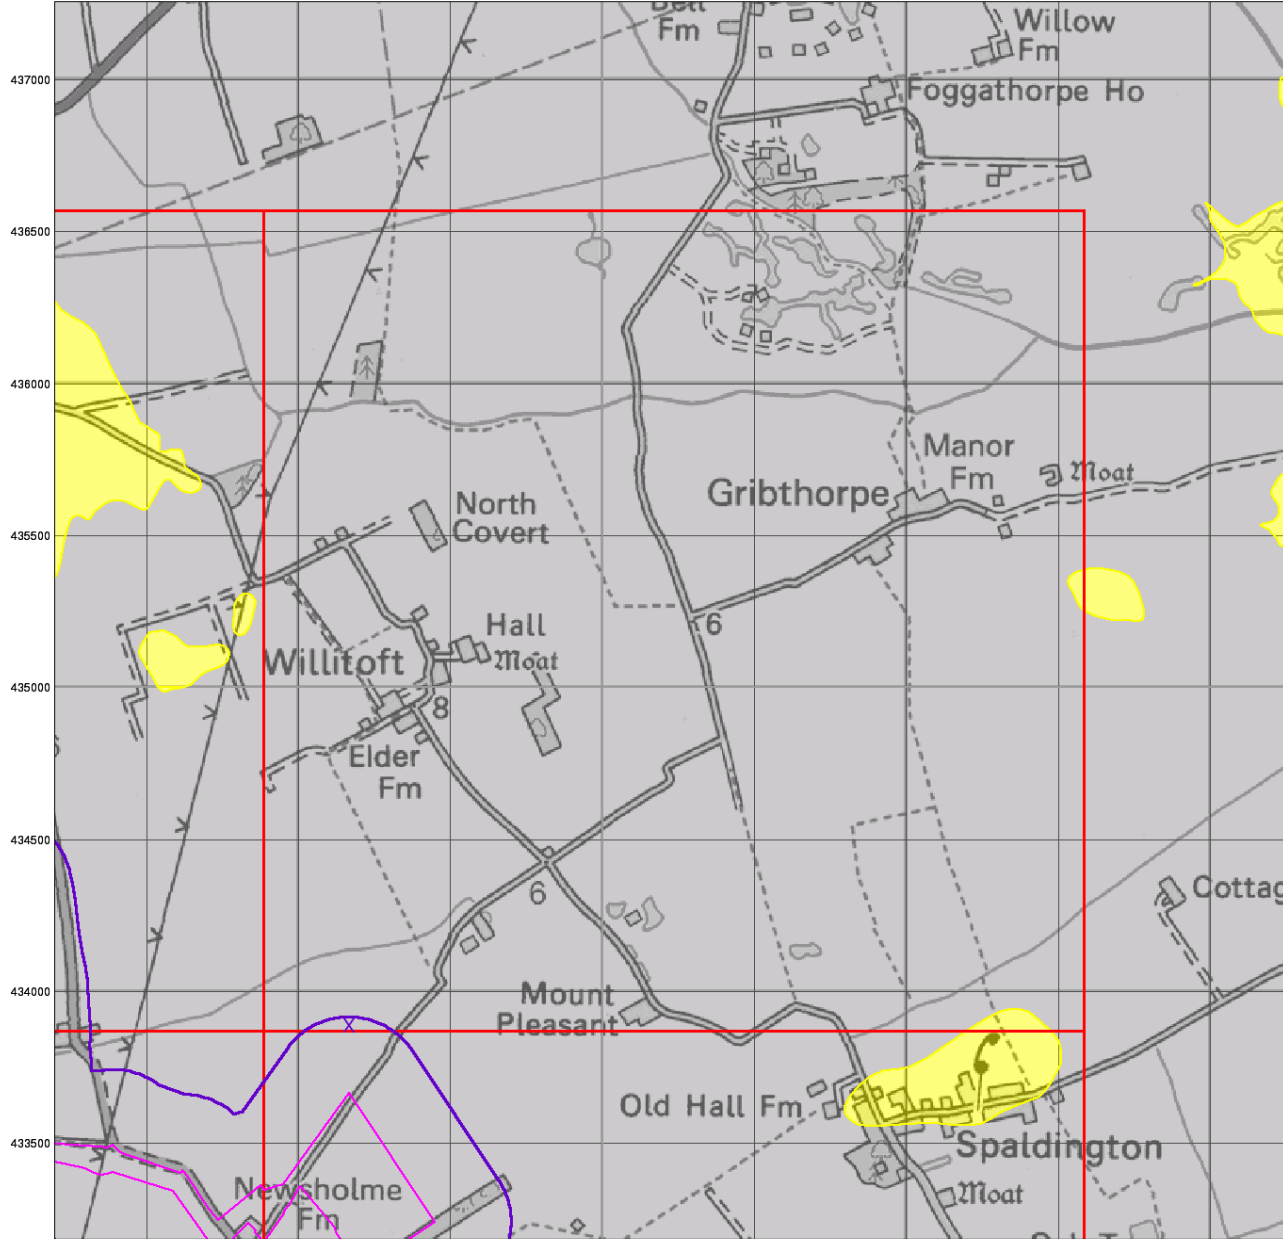 Fm
Willow
Fm
437000
Foggathorpe Ho
436500
436000
Manor
Fm
Moat
Gribthorpe
North
Covert
435500
6
Hall
Moat
Willitoft
435000
8
Elder
Fm
434500
6
Cottag
434000
Mount
Pleasant
X
Old Hall Fm
433500
Spaldington
Newsholme
Fm
Moat